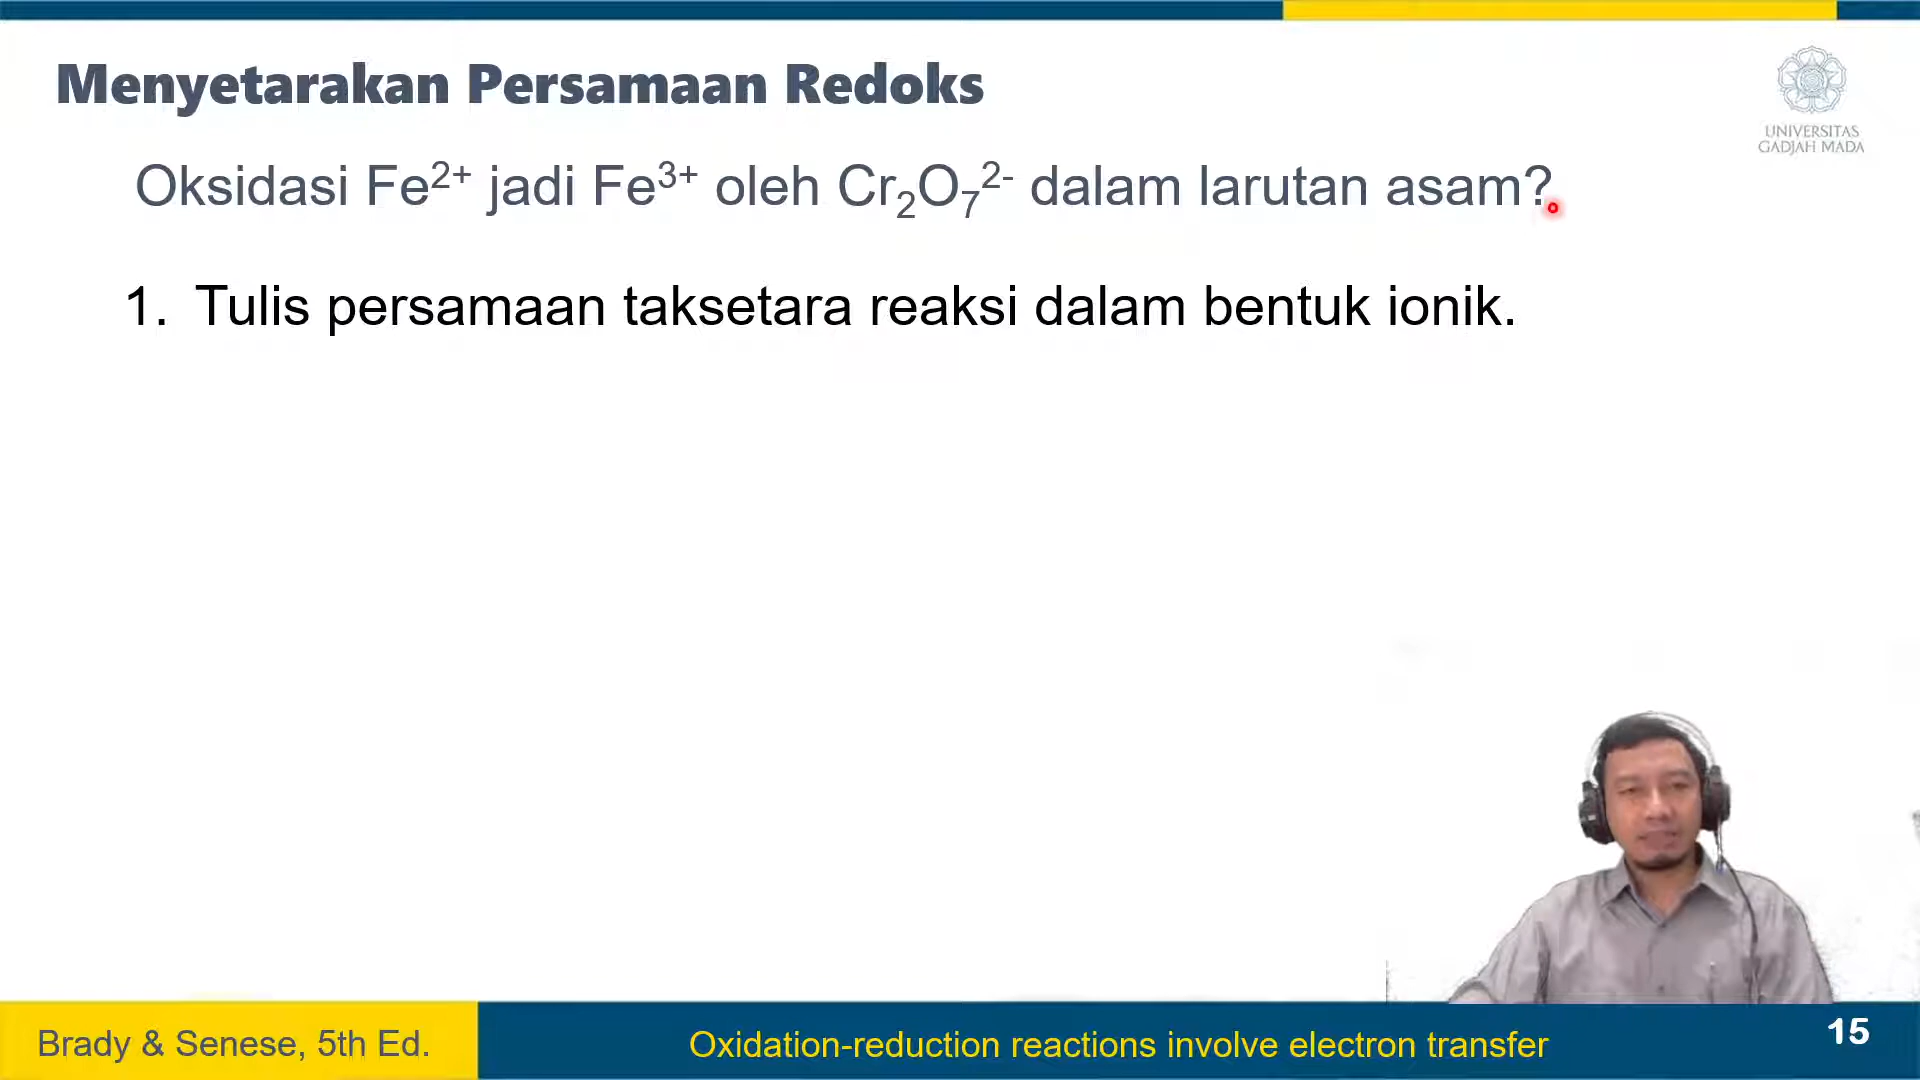 Menyetarakan Persamaan Redoks
UNIVERSITAS
GADJAH MADA
Oksidasi Fe²⁺ jadi Fe³⁺ oleh Cr₂O₇²⁻ dalam larutan asam?
1. Tulis persamaan taksetara reaksi dalam bentuk ionik.
Brady & Senese, 5th Ed.
Oxidation-reduction reactions involve electron transfer
15